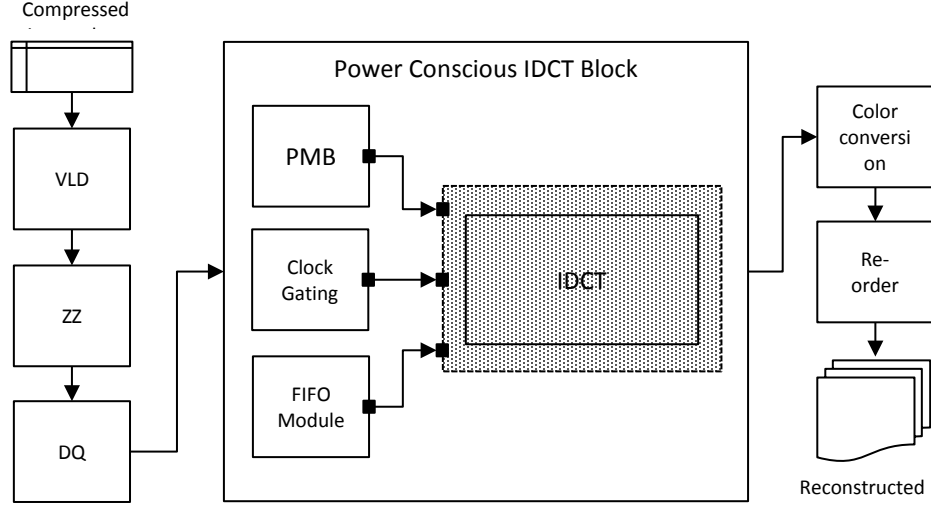 Compressed
VLD
ZZ
DQ
Power Conscious IDCT Block
PMB
Clock
Gating
FIFO
Module
IDCT
Color
conversi
on
Re-
order
Reconstructed